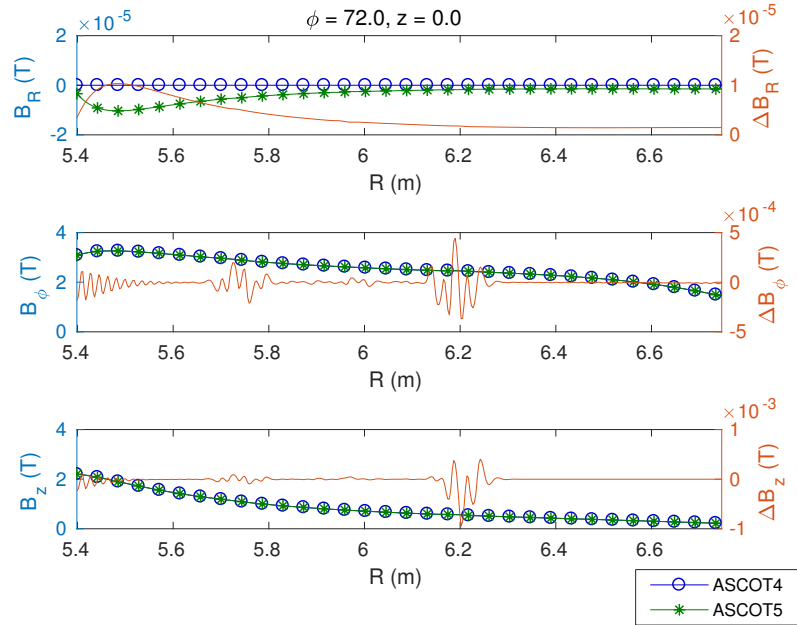 ϕ = 72.0, z = 0.0
×10⁻⁵ ×10⁻⁵
2 2
B_R (T) 0 1 ΔB_R (T)
-2 0
5.4 5.6 5.8 6 6.2 6.4 6.6
R (m)
×10⁻⁴
4 5
B_ϕ (T) 2 0 ΔB_ϕ (T)
0 -5
5.4 5.6 5.8 6 6.2 6.4 6.6
R (m)
×10⁻³
4 1
B_z (T) 2 0 ΔB_z (T)
0 -1
5.4 5.6 5.8 6 6.2 6.4 6.6
R (m)
ASCOT4
ASCOT5